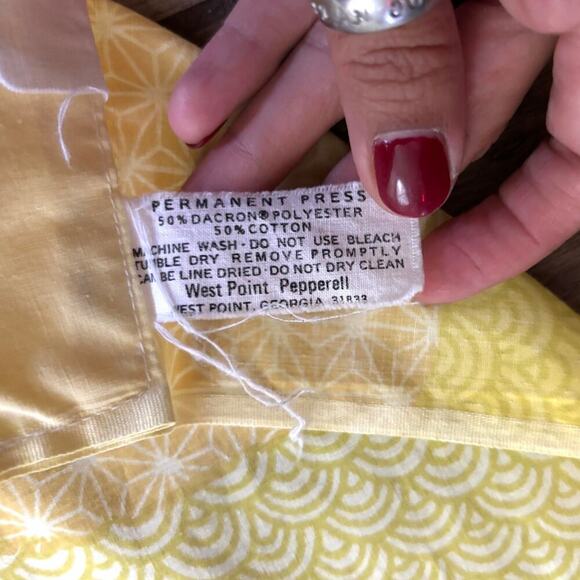 PERMANENT PRESS
50% DACRON® POLYESTER
50% COTTON
MACHINE WASH - DO NOT USE BLEACH
TUMBLE DRY REMOVE PROMPTLY
CAN BE LINE DRIED - DO NOT DRY CLEAN
West Point Pepperell
WEST POINT, GEORGIA 31833